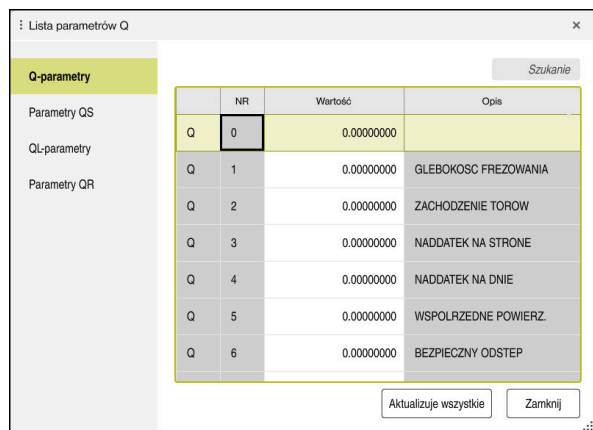 Lista parametrów Q
×
Q-parametry
Parametry QS
QL-parametry
Parametry QR
Szukanie
NR Wartość Opis
Q 0 0.00000000
Q 1 0.00000000 GLEBOKOSC FREZOWANIA
Q 2 0.00000000 ZACHODZENIE TOROW
Q 3 0.00000000 NADDATEK NA STRONE
Q 4 0.00000000 NADDATEK NA DNIE
Q 5 0.00000000 WSPOLRZEDNE POWIERZ.
Q 6 0.00000000 BEZPIECZNY ODSTEP
Aktualizuje wszystkie Zamknij